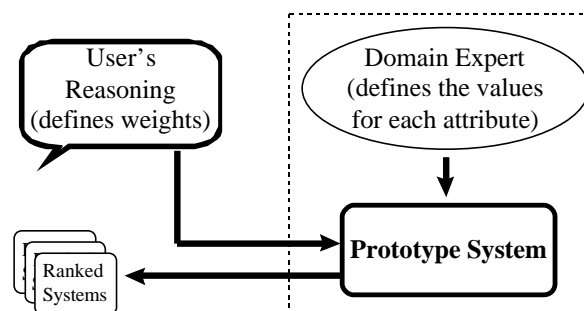 User's
Reasoning
(defines weights)
Domain Expert
(defines the values
for each attribute)
Prototype System
Ranked
Systems